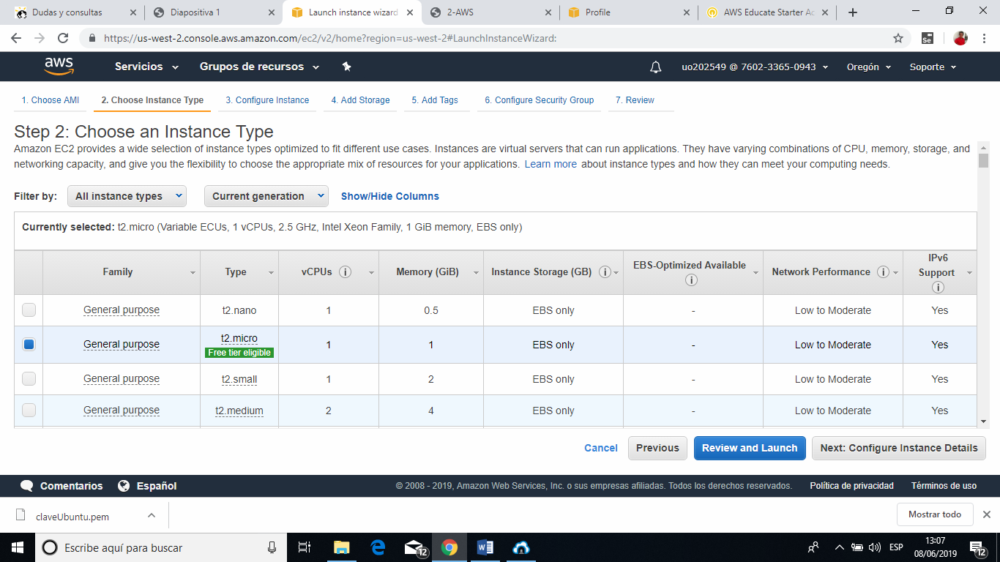 Dudas y consultas
Diapositiva 1
Launch instance wizard
2-AWS
Profile
AWS Educate Starter Ac
https://us-west-2.console.aws.amazon.com/ec2/v2/home?region=us-west-2#LaunchInstanceWizard:
Se
aws
Servicios
Grupos de recursos
uo202549 @ 7602-3365-0943
Oregón
Soporte
1. Choose AMI
2. Choose Instance Type
3. Configure Instance
4. Add Storage
5. Add Tags
6. Configure Security Group
7. Review
Step 2: Choose an Instance Type
Amazon EC2 provides a wide selection of instance types optimized to fit different use cases. Instances are virtual servers that can run applications. They have varying combinations of CPU, memory, storage, and
networking capacity, and give you the flexibility to choose the appropriate mix of resources for your applications. Learn more about instance types and how they can meet your computing needs.
Filter by:
All instance types
Current generation
Show/Hide Columns
Currently selected: t2.micro (Variable ECUs, 1 vCPUs, 2.5 GHz, Intel Xeon Family, 1 GiB memory, EBS only)
Family
Type
vCPUs i
Memory (GiB)
Instance Storage (GB) i
EBS-Optimized Available
i
Network Performance i
IPv6
Support
i
General purpose t2.nano 1 0.5 EBS only - Low to Moderate Yes
General purpose t2.micro 1 1 EBS only - Low to Moderate Yes
Free tier eligible
General purpose t2.small 1 2 EBS only - Low to Moderate Yes
General purpose t2.medium 2 4 EBS only - Low to Moderate Yes
Cancel
Previous
Review and Launch
Next: Configure Instance Details
Comentarios
Español
© 2008 - 2019, Amazon Web Services, Inc. o sus empresas afiliadas. Todos los derechos reservados.
Política de privacidad
Términos de uso
claveUbuntu.pem
Mostrar todo
Escribe aquí para buscar
12
ESP
13:07
08/06/2019
12